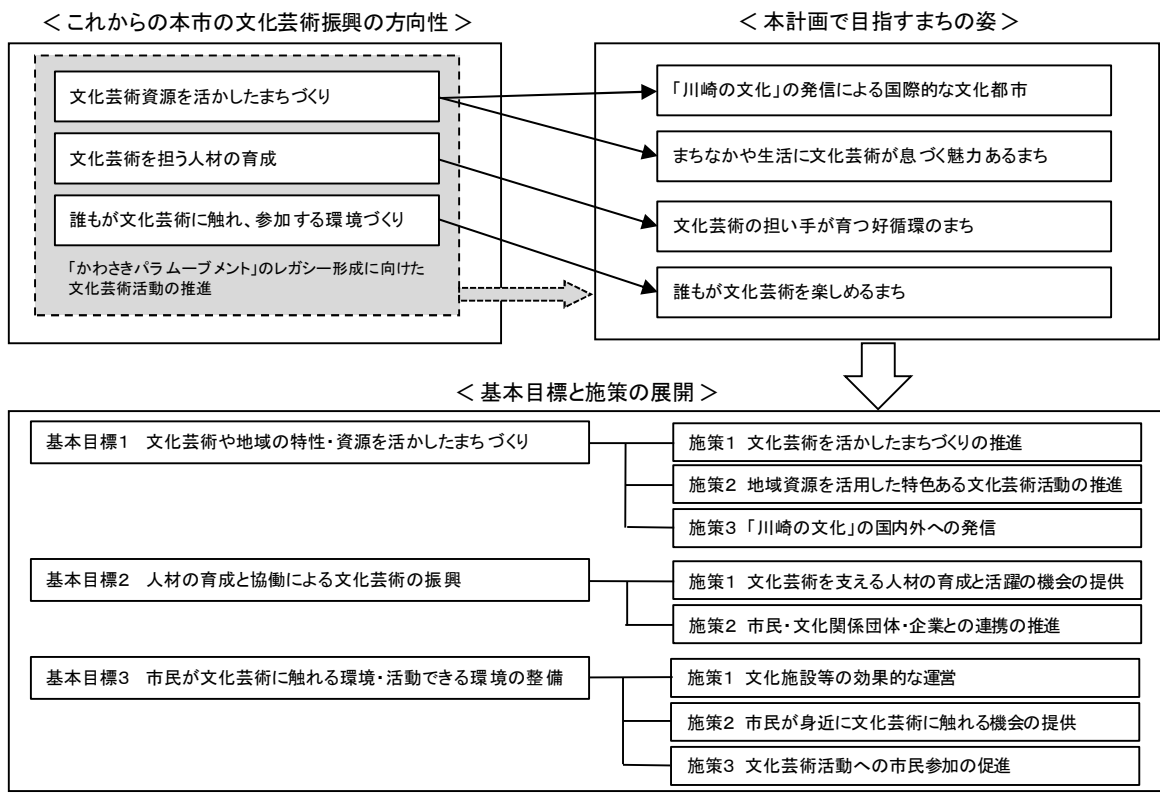 ＜これからの本市の文化芸術振興の方向性＞
文化芸術資源を活かしたまちづくり
文化芸術を担う人材の育成
誰もが文化芸術に触れ、参加する環境づくり
「かわさきパラムーブメント」のレガシー形成に向けた
文化芸術活動の推進
＜本計画で目指すまちの姿＞
「川崎の文化」の発信による国際的な文化都市
まちなかや生活に文化芸術が息づく魅力あるまち
文化芸術の担い手が育つ好循環のまち
誰もが文化芸術を楽しめるまち
＜基本目標と施策の展開＞
基本目標１　文化芸術や地域の特性・資源を活かしたまちづくり
施策１ 文化芸術を活かしたまちづくりの推進
施策２ 地域資源を活用した特色ある文化芸術活動の推進
施策３ 「川崎の文化」の国内外への発信
基本目標２　人材の育成と協働による文化芸術の振興
施策１ 文化芸術を支える人材の育成と活躍の機会の提供
施策２ 市民・文化関係団体・企業との連携の推進
基本目標３　市民が文化芸術に触れる環境・活動できる環境の整備
施策１ 文化施設等の効果的な運営
施策２ 市民が身近に文化芸術に触れる機会の提供
施策３ 文化芸術活動への市民参加の促進